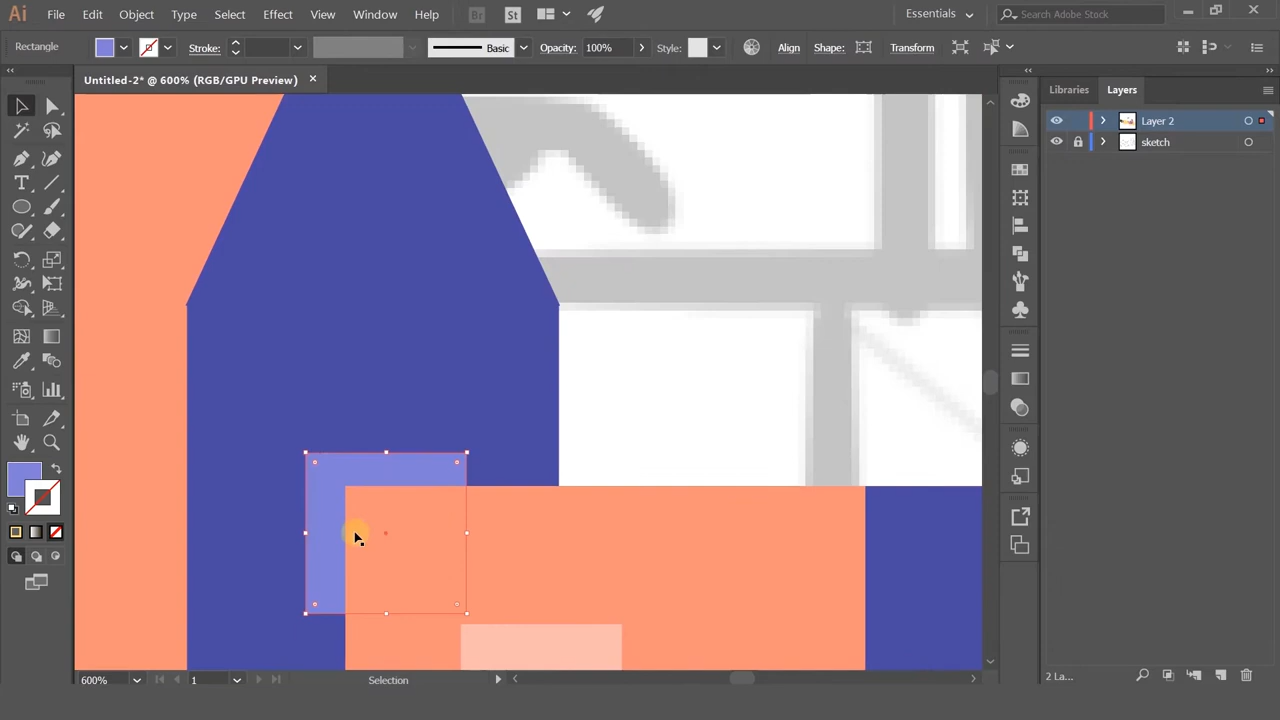 Ai File Edit Object Type Select Effect View Window Help Br St Essentials Search Adobe Stock
Rectangle Stroke: Basic Opacity: 100% Style: Align Shape: Transform
Untitled-2* @ 600% (RGB/GPU Preview)
Libraries Layers
Layer 2
sketch
600% 1 Selection
2 La...